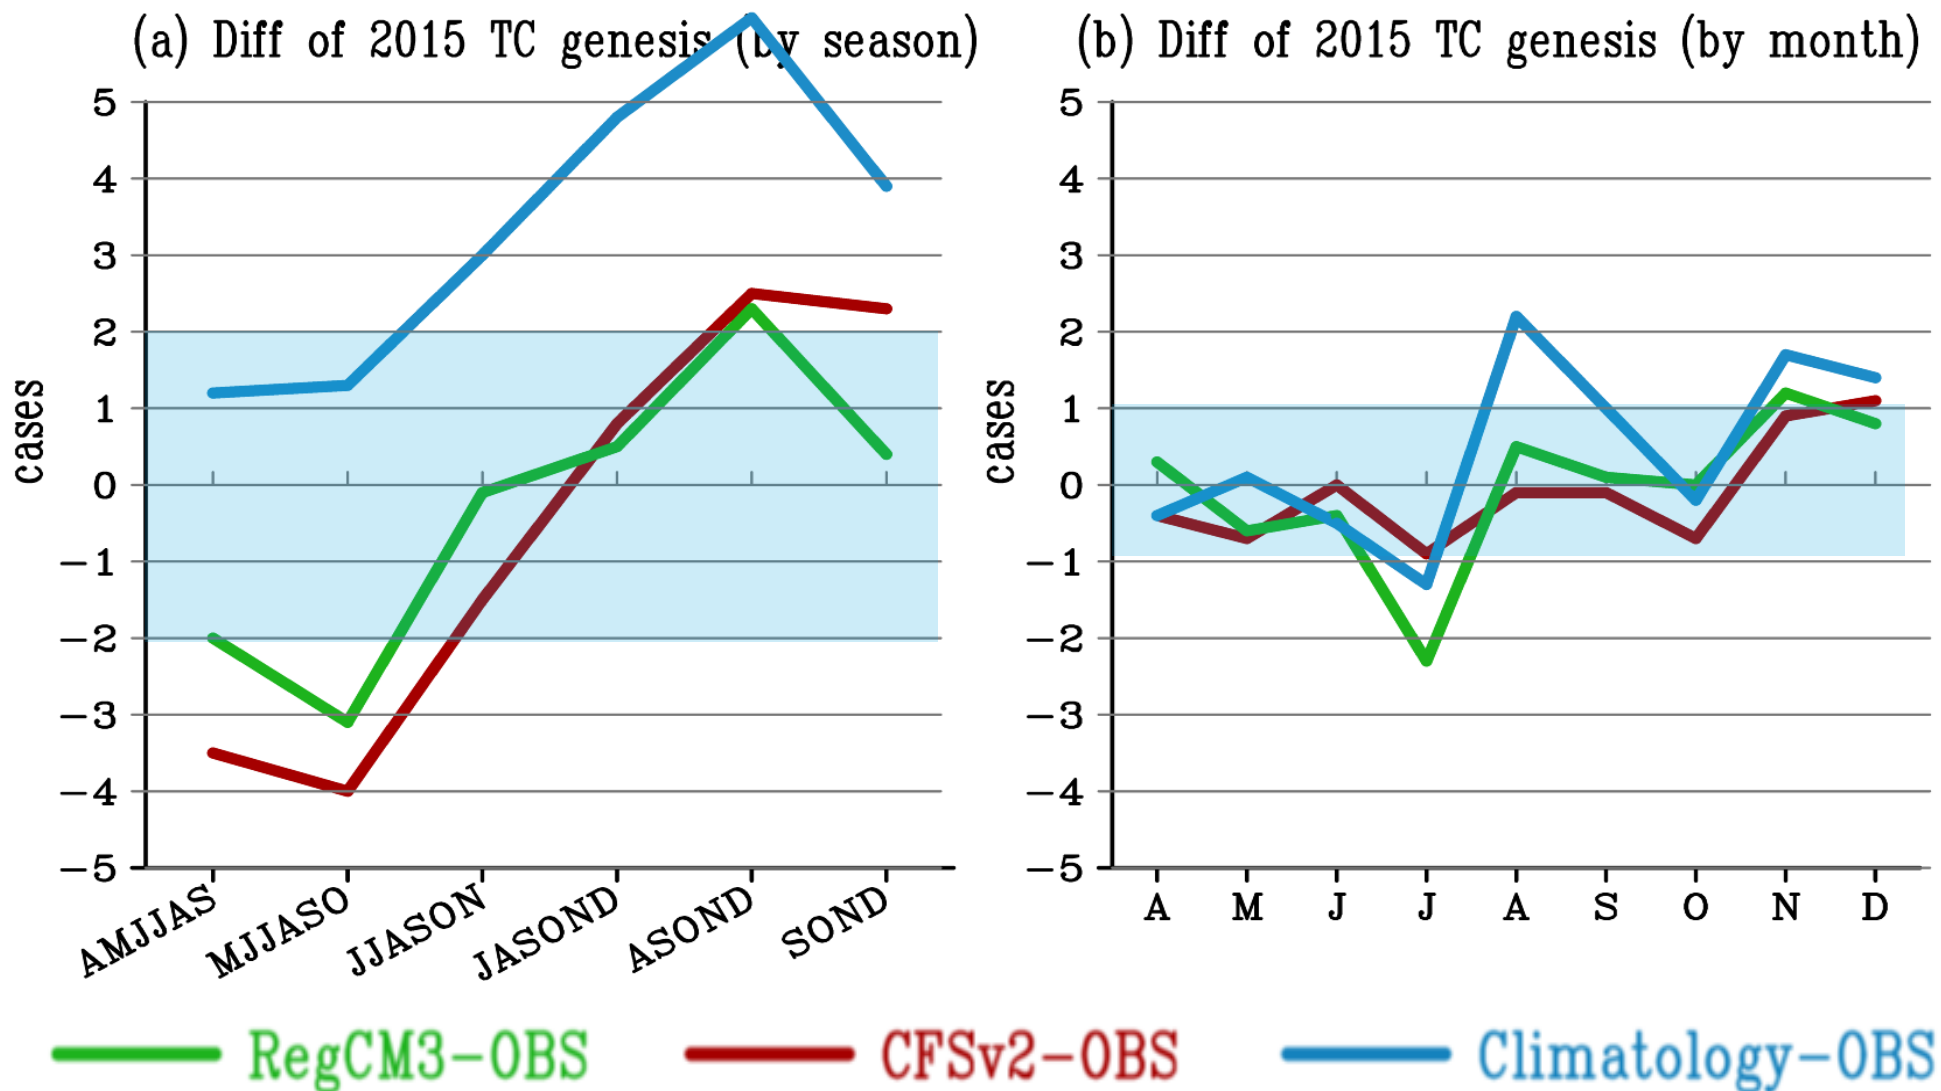 (a) Diff of 2015 TC genesis (by season)
5
4
3
2
1
0
-1
-2
-3
-4
-5
cases
AMJJAS
MJJASO
JJASON
JASOND
ASOND
SOND
(b) Diff of 2015 TC genesis (by month)
5
4
3
2
1
0
-1
-2
-3
-4
-5
cases
A M J J A S O N D
RegCM3-OBS
CFSv2-OBS
Climatology-OBS